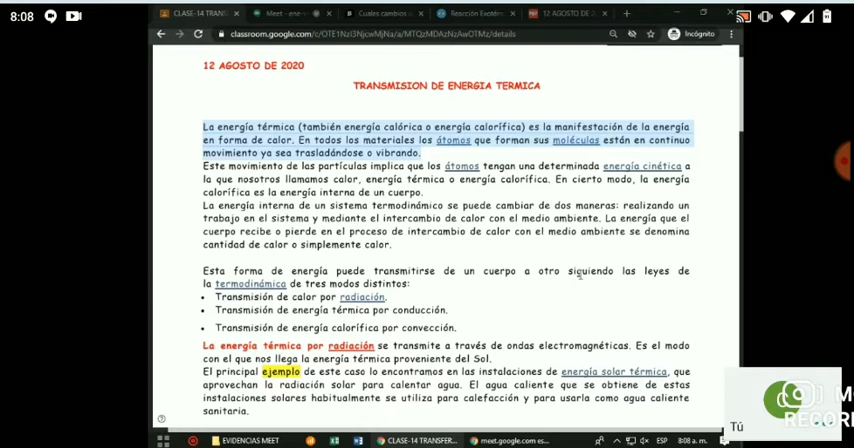 8:08
CLASE-14 TRANS
Meet - ene-v
Cuales cambios
Reacción Exotérm
12 AGOSTO DE 2
classroom.google.com/c/OTE1NzI3NjcwMjNa/a/MTQzMDAzNzAwOTMz/details
Incógnito
12 AGOSTO DE 2020
TRANSMISION DE ENERGIA TERMICA
La energía térmica (también energía calórica o energía calorífica) es la manifestación de la energía
en forma de calor. En todos los materiales los átomos que forman sus moléculas están en continuo
movimiento ya sea trasladándose o vibrando.
Este movimiento de las partículas implica que los átomos tengan una determinada energía cinética a
la que nosotros llamamos calor, energía térmica o energía calorífica. En cierto modo, la energía
calorífica es la energía interna de un cuerpo.
La energía interna de un sistema termodinámico se puede cambiar de dos maneras: realizando un
trabajo en el sistema y mediante el intercambio de calor con el medio ambiente. La energía que el
cuerpo recibe o pierde en el proceso de intercambio de calor con el medio ambiente se denomina
cantidad de calor o simplemente calor.
Esta forma de energía puede transmitirse de un cuerpo a otro siguiendo las leyes de
la termodinámica de tres modos distintos:
• Transmisión de calor por radiación.
• Transmisión de energía térmica por conducción.
• Transmisión de energía calorífica por convección.
La energía térmica por radiación se transmite a través de ondas electromagnéticas. Es el modo
con el que nos llega la energía térmica proveniente del Sol.
El principal ejemplo de este caso lo encontramos en las instalaciones de energía solar térmica, que
aprovechan la radiación solar para calentar agua. El agua caliente que se obtiene de estas
instalaciones solares habitualmente se utiliza para calefacción y para usarla como agua caliente
sanitaria.
Tú
EVIDENCIAS MEET
CLASE-14 TRANSFER...
meet.google.com es...
ESP
8:08 a. m.